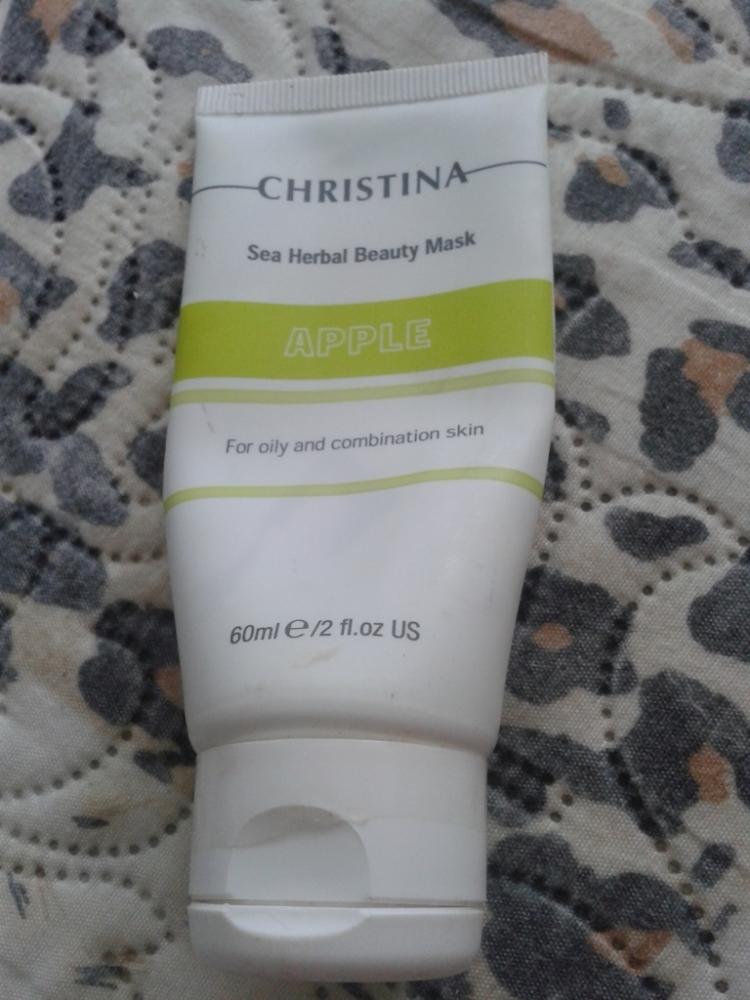 CHRISTINA
Sea Herbal Beauty Mask
APPLE
For oily and combination skin
60ml ℮/2 fl.oz US